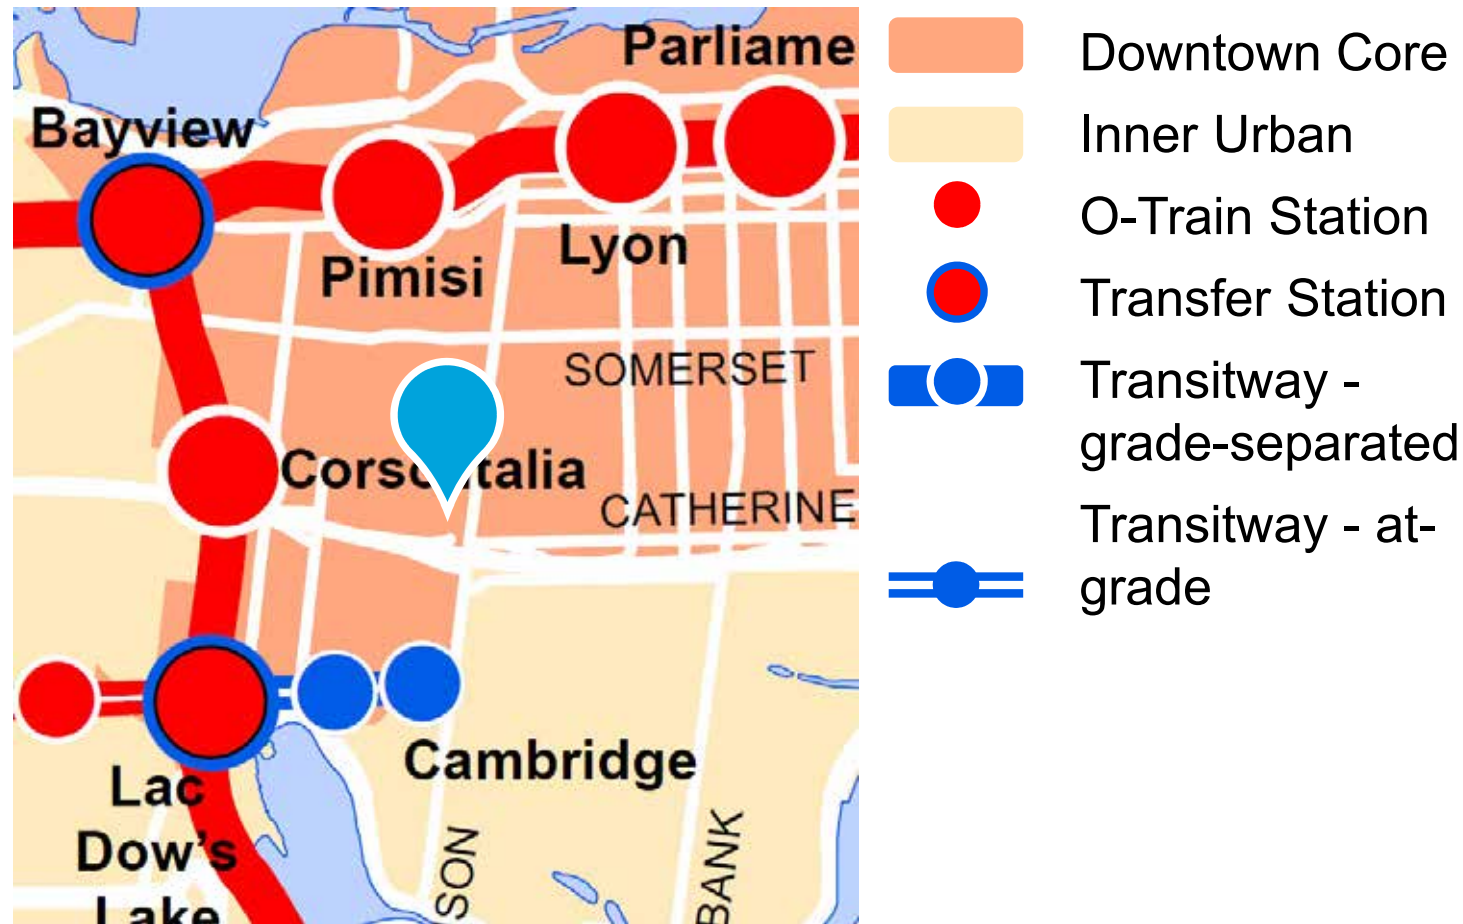 Parliame
Bayview
Lyon
Pimisi
SOMERSET
Corso Italia
CATHERINE
Cambridge
Lac
Dow's
Lake
SON
BANK
Downtown Core
Inner Urban
O-Train Station
Transfer Station
Transitway -
grade-separated
Transitway - at-
grade